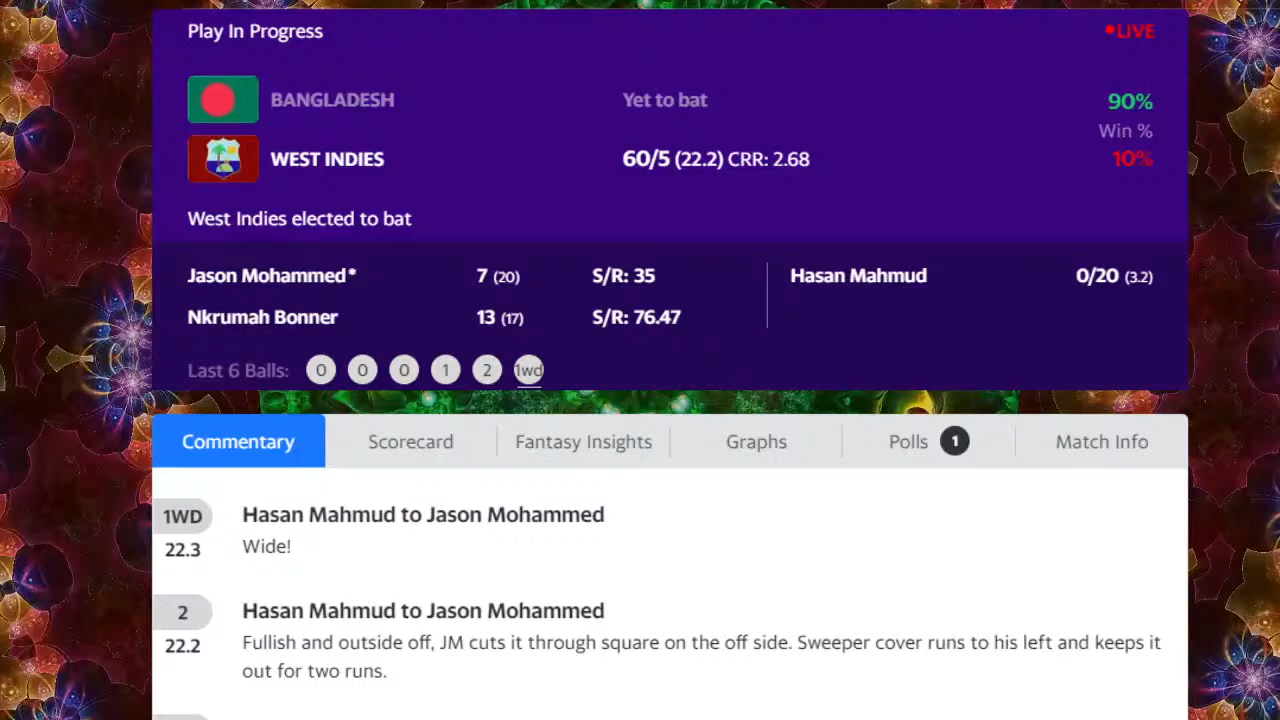 Play In Progress
LIVE
BANGLADESH Yet to bat 90%
Win %
WEST INDIES 60/5 (22.2) CRR: 2.68 10%
West Indies elected to bat
Jason Mohammed* 7 (20) S/R: 35 Hasan Mahmud 0/20 (3.2)
Nkrumah Bonner 13 (17) S/R: 76.47
Last 6 Balls: 0 0 0 1 2 1wd
Commentary Scorecard Fantasy Insights Graphs Polls 1 Match Info
1WD Hasan Mahmud to Jason Mohammed
22.3 Wide!
2 Hasan Mahmud to Jason Mohammed
22.2 Fullish and outside off, JM cuts it through square on the off side. Sweeper cover runs to his left and keeps it
out for two runs.